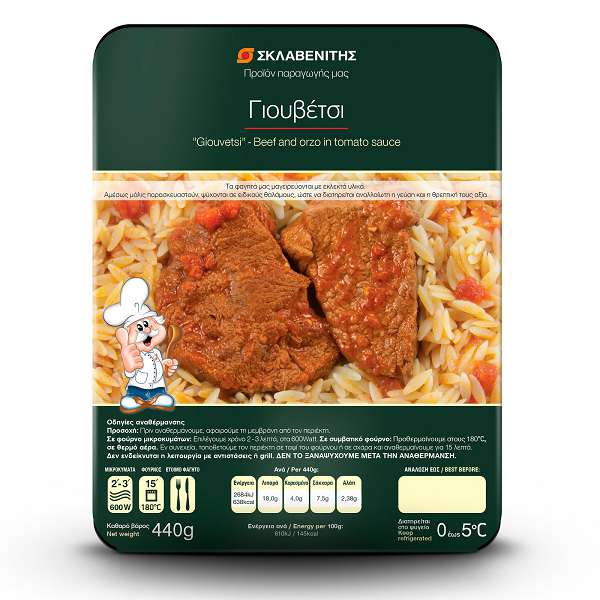 ΣΚΛΑΒΕΝΙΤΗΣ
Προϊόν παραγωγής μας
Γιουβέτσι
"Giouvetsi" - Beef and orzo in tomato sauce
Τα φαγητά μας μαγειρεύονται με εκλεκτά υλικά.
Αμέσως μόλις παρασκευαστούν, ψύχονται σε ειδικούς θαλάμους, ώστε να διατηρείται αναλλοίωτη η γεύση και η θρεπτική τους αξία.
Οδηγίες αναθέρμανσης
Προσοχή: Πριν αναθερμάνουμε, αφαιρούμε τη μεμβράνη από τον περιέκτη.
Σε φούρνο μικροκυμάτων: Επιλέγουμε χρόνο 2 - 3 λεπτά, στα 600Watt. Σε συμβατικό φούρνο: Προθερμαίνουμε στους 180°C,
σε θερμό αέρα. Εν συνεχεία, τοποθετούμε τον περιέκτη σε ταψί του φούρνου ή σε σχάρα και αναθερμαίνουμε για 15 λεπτά.
Δεν ενδείκνυται η λειτουργία με αντιστάσεις ή grill. ΔΕΝ ΤΟ ΞΑΝΑΨΥΧΟΥΜΕ ΜΕΤΑ ΤΗΝ ΑΝΑΘΕΡΜΑΝΣΗ.
ΜΙΚΡΟΚΥΜΑΤΑ ΦΟΥΡΝΟΣ ΕΤΟΙΜΟ ΦΑΓΗΤΟ
2'-3' 15'
600W 180°C
Ανά / Per 440g:
Ενέργεια Λιπαρά Κορεσμένα Σάκχαρα Αλάτι
2684kJ
638kcal 18,0g 4,0g 7,5g 2,38g
ΑΝΑΛΩΣΗ ΕΩΣ / BEST BEFORE:
Καθαρό βάρος
Net weight 440g
Ενέργεια ανά / Energy per 100g:
610kJ / 145kcal
Διατηρείται
στο ψυγείο
Keep
refrigerated 0 έως 5°C